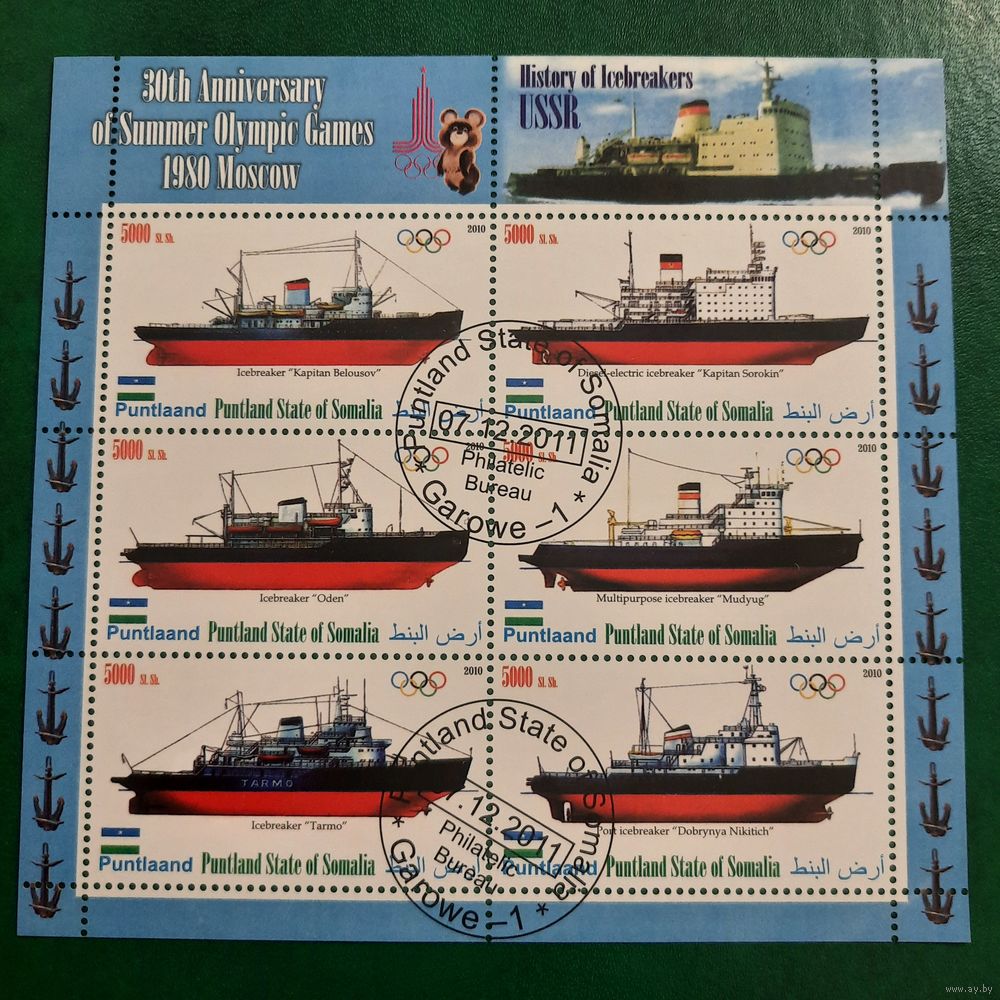 30th Anniversary
of Summer Olympic Games
1980 Moscow
History of Icebreakers
USSR
5000 Sl. Sh.
2010
Icebreaker "Kapitan Belousov"
Puntlaand Puntland State of Somalia أرض البنط
5000 Sl. Sh.
2010
Diesel-electric icebreaker "Kapitan Sorokin"
Puntland State of Somalia أرض البنط
5000 Sl. Sh.
2010
Icebreaker "Oden"
Puntlaand Puntland State of Somalia أرض البنط
5000 Sl. Sh.
2010
Multipurpose icebreaker "Mudyug"
Puntlaand Puntland State of Somalia أرض البنط
5000 Sl. Sh.
2010
TARMO
Icebreaker "Tarmo"
Puntlaand Puntland State of Somalia أرض البنط
5000 Sl. Sh.
2010
Port icebreaker "Dobrynya Nikitich"
Puntlaand Puntland State of Somalia أرض البنط
Puntland State of Somalia
07.12.2011
Philatelic
Bureau
* Garowe -1 *
Puntland State of Somalia
.12.2011
Philatelic
Bureau
* Garowe -1 *
www.ay.by